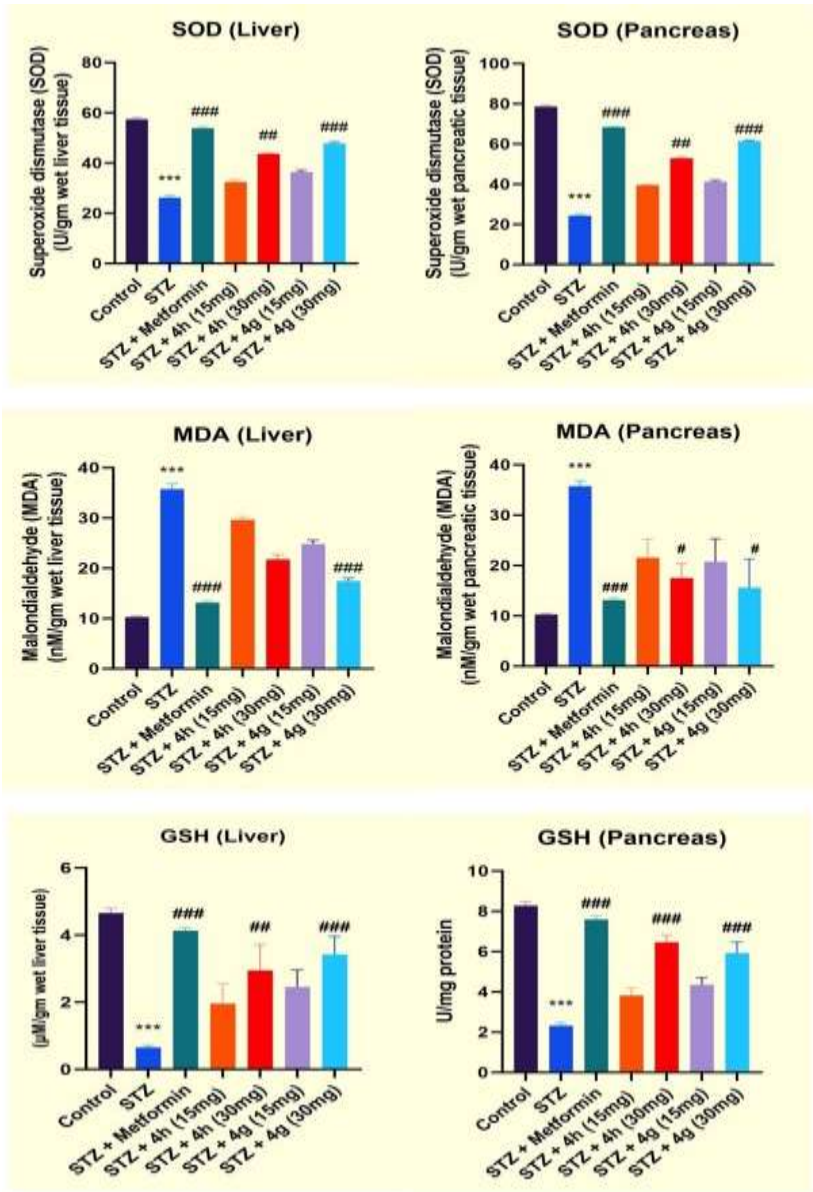 SOD (Liver)
Superoxide dismutase (SOD)
(U/gm wet liver tissue)
80
60
40
20
0
***
###
##
###
Control
STZ
STZ + Metformin
STZ + 4h (15mg)
STZ + 4h (30mg)
STZ + 4g (15mg)
STZ + 4g (30mg)
SOD (Pancreas)
Superoxide dismutase (SOD)
(U/gm wet pancreatic tissue)
100
80
60
40
20
0
***
###
##
###
Control
STZ
STZ + Metformin
STZ + 4h (15mg)
STZ + 4h (30mg)
STZ + 4g (15mg)
STZ + 4g (30mg)
MDA (Liver)
Malondialdehyde (MDA)
(nM/gm wet liver tissue)
40
30
20
10
0
***
###
###
Control
STZ
STZ + Metformin
STZ + 4h (15mg)
STZ + 4h (30mg)
STZ + 4g (15mg)
STZ + 4g (30mg)
MDA (Pancreas)
Malondialdehyde (MDA)
(nM/gm wet pancreatic tissue)
40
30
20
10
0
***
###
#
#
Control
STZ
STZ + Metformin
STZ + 4h (15mg)
STZ + 4h (30mg)
STZ + 4g (15mg)
STZ + 4g (30mg)
GSH (Liver)
(µM/gm wet liver tissue)
6
4
2
0
***
###
##
###
Control
STZ
STZ + Metformin
STZ + 4h (15mg)
STZ + 4h (30mg)
STZ + 4g (15mg)
STZ + 4g (30mg)
GSH (Pancreas)
U/mg protein
10
8
6
4
2
0
***
###
###
###
Control
STZ
STZ + Metformin
STZ + 4h (15mg)
STZ + 4h (30mg)
STZ + 4g (15mg)
STZ + 4g (30mg)